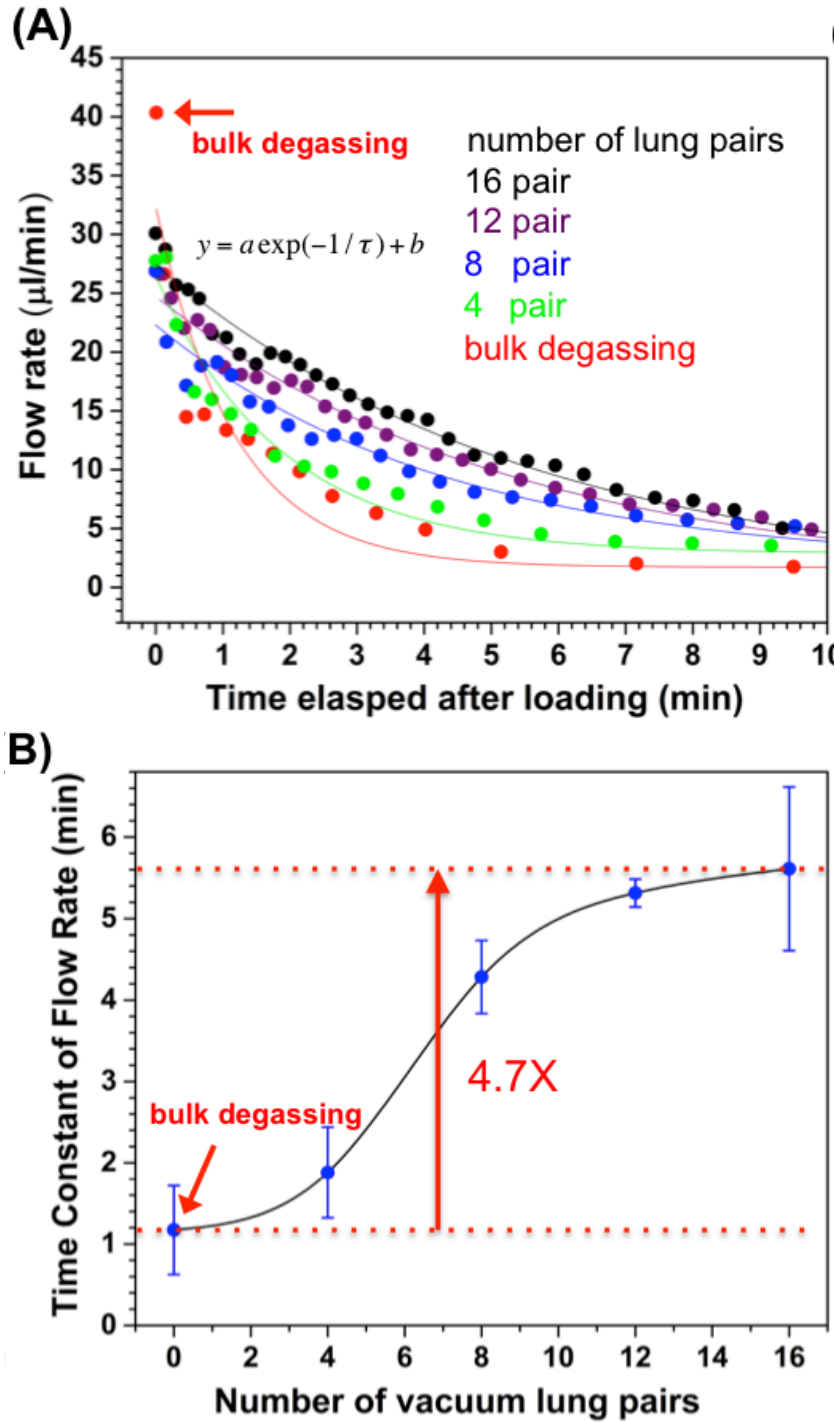 (A)
45
40
35
30
25
20
15
10
5
0
Flow rate (µl/min)
bulk degassing
y = a exp(−1/τ) + b
number of lung pairs
16 pair
12 pair
8 pair
4 pair
bulk degassing
0 1 2 3 4 5 6 7 8 9 10
Time elasped after loading (min)
(B)
6
5
4
3
2
1
0
Time Constant of Flow Rate (min)
4.7X
bulk degassing
0 2 4 6 8 10 12 14 16
Number of vacuum lung pairs